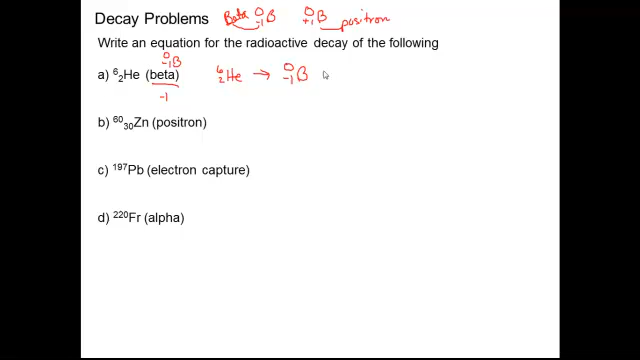 Decay Problems Beta ⁰₋₁B ⁰₊₁B positron
Write an equation for the radioactive decay of the following
⁰₋₁B
a) ⁶₂He (beta) ⁶₂He → ⁰₋₁B
-1
b) ⁶⁰₃₀Zn (positron)
c) ¹⁹⁷Pb (electron capture)
d) ²²⁰Fr (alpha)